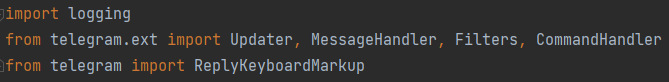 import logging
from telegram.ext import Updater, MessageHandler, Filters, CommandHandler
from telegram import ReplyKeyboardMarkup